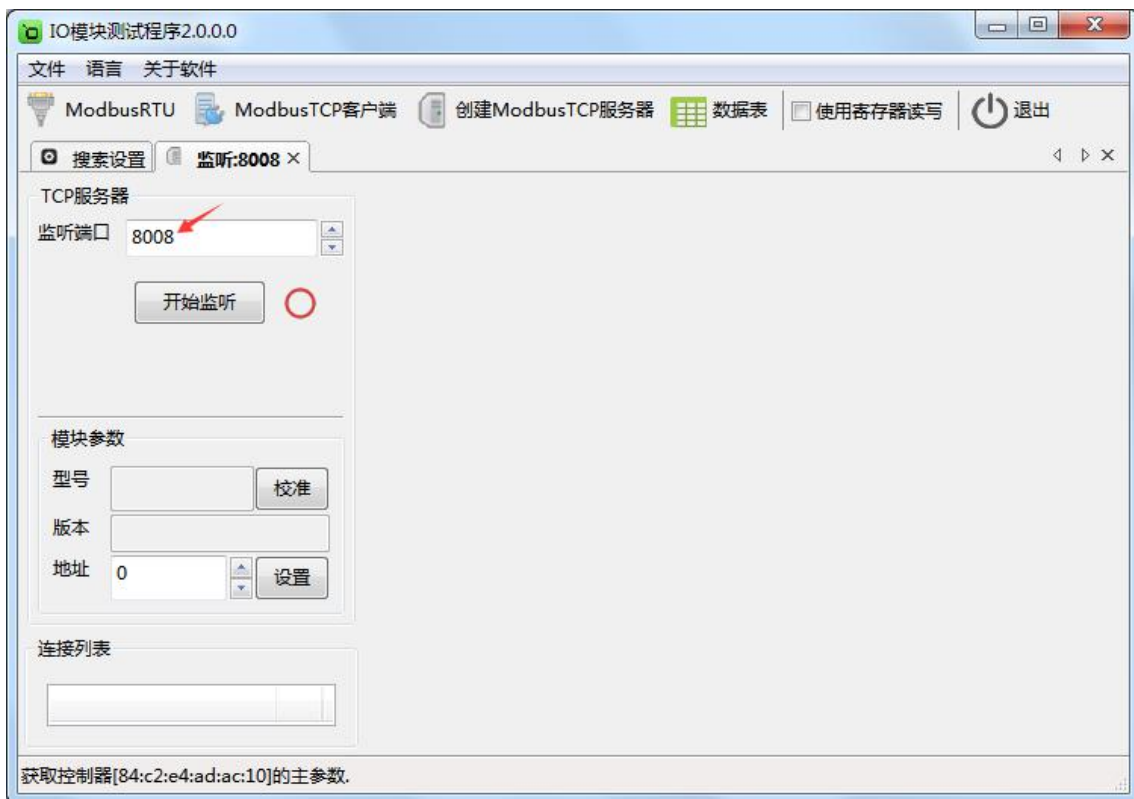 IO模块测试程序2.0.0.0
文件 语言 关于软件
ModbusRTU ModbusTCP客户端 创建ModbusTCP服务器 数据表 使用寄存器读写 退出
搜索设置 监听:8008
TCP服务器
监听端口 8008
开始监听
模块参数
型号 校准
版本
地址 0 设置
连接列表
获取控制器[84:c2:e4:ad:ac:10]的主参数.